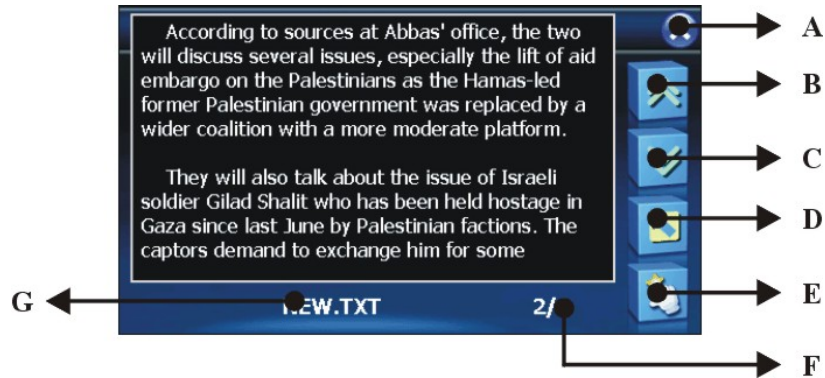 According to sources at Abbas' office, the two
will discuss several issues, especially the lift of aid
embargo on the Palestinians as the Hamas-led
former Palestinian government was replaced by a
wider coalition with a more moderate platform.
They will also talk about the issue of Israeli
soldier Gilad Shalit who has been held hostage in
Gaza since last June by Palestinian factions. The
captors demand to exchange him for some
A
B
C
D
E
F
G
NEW.TXT
2/